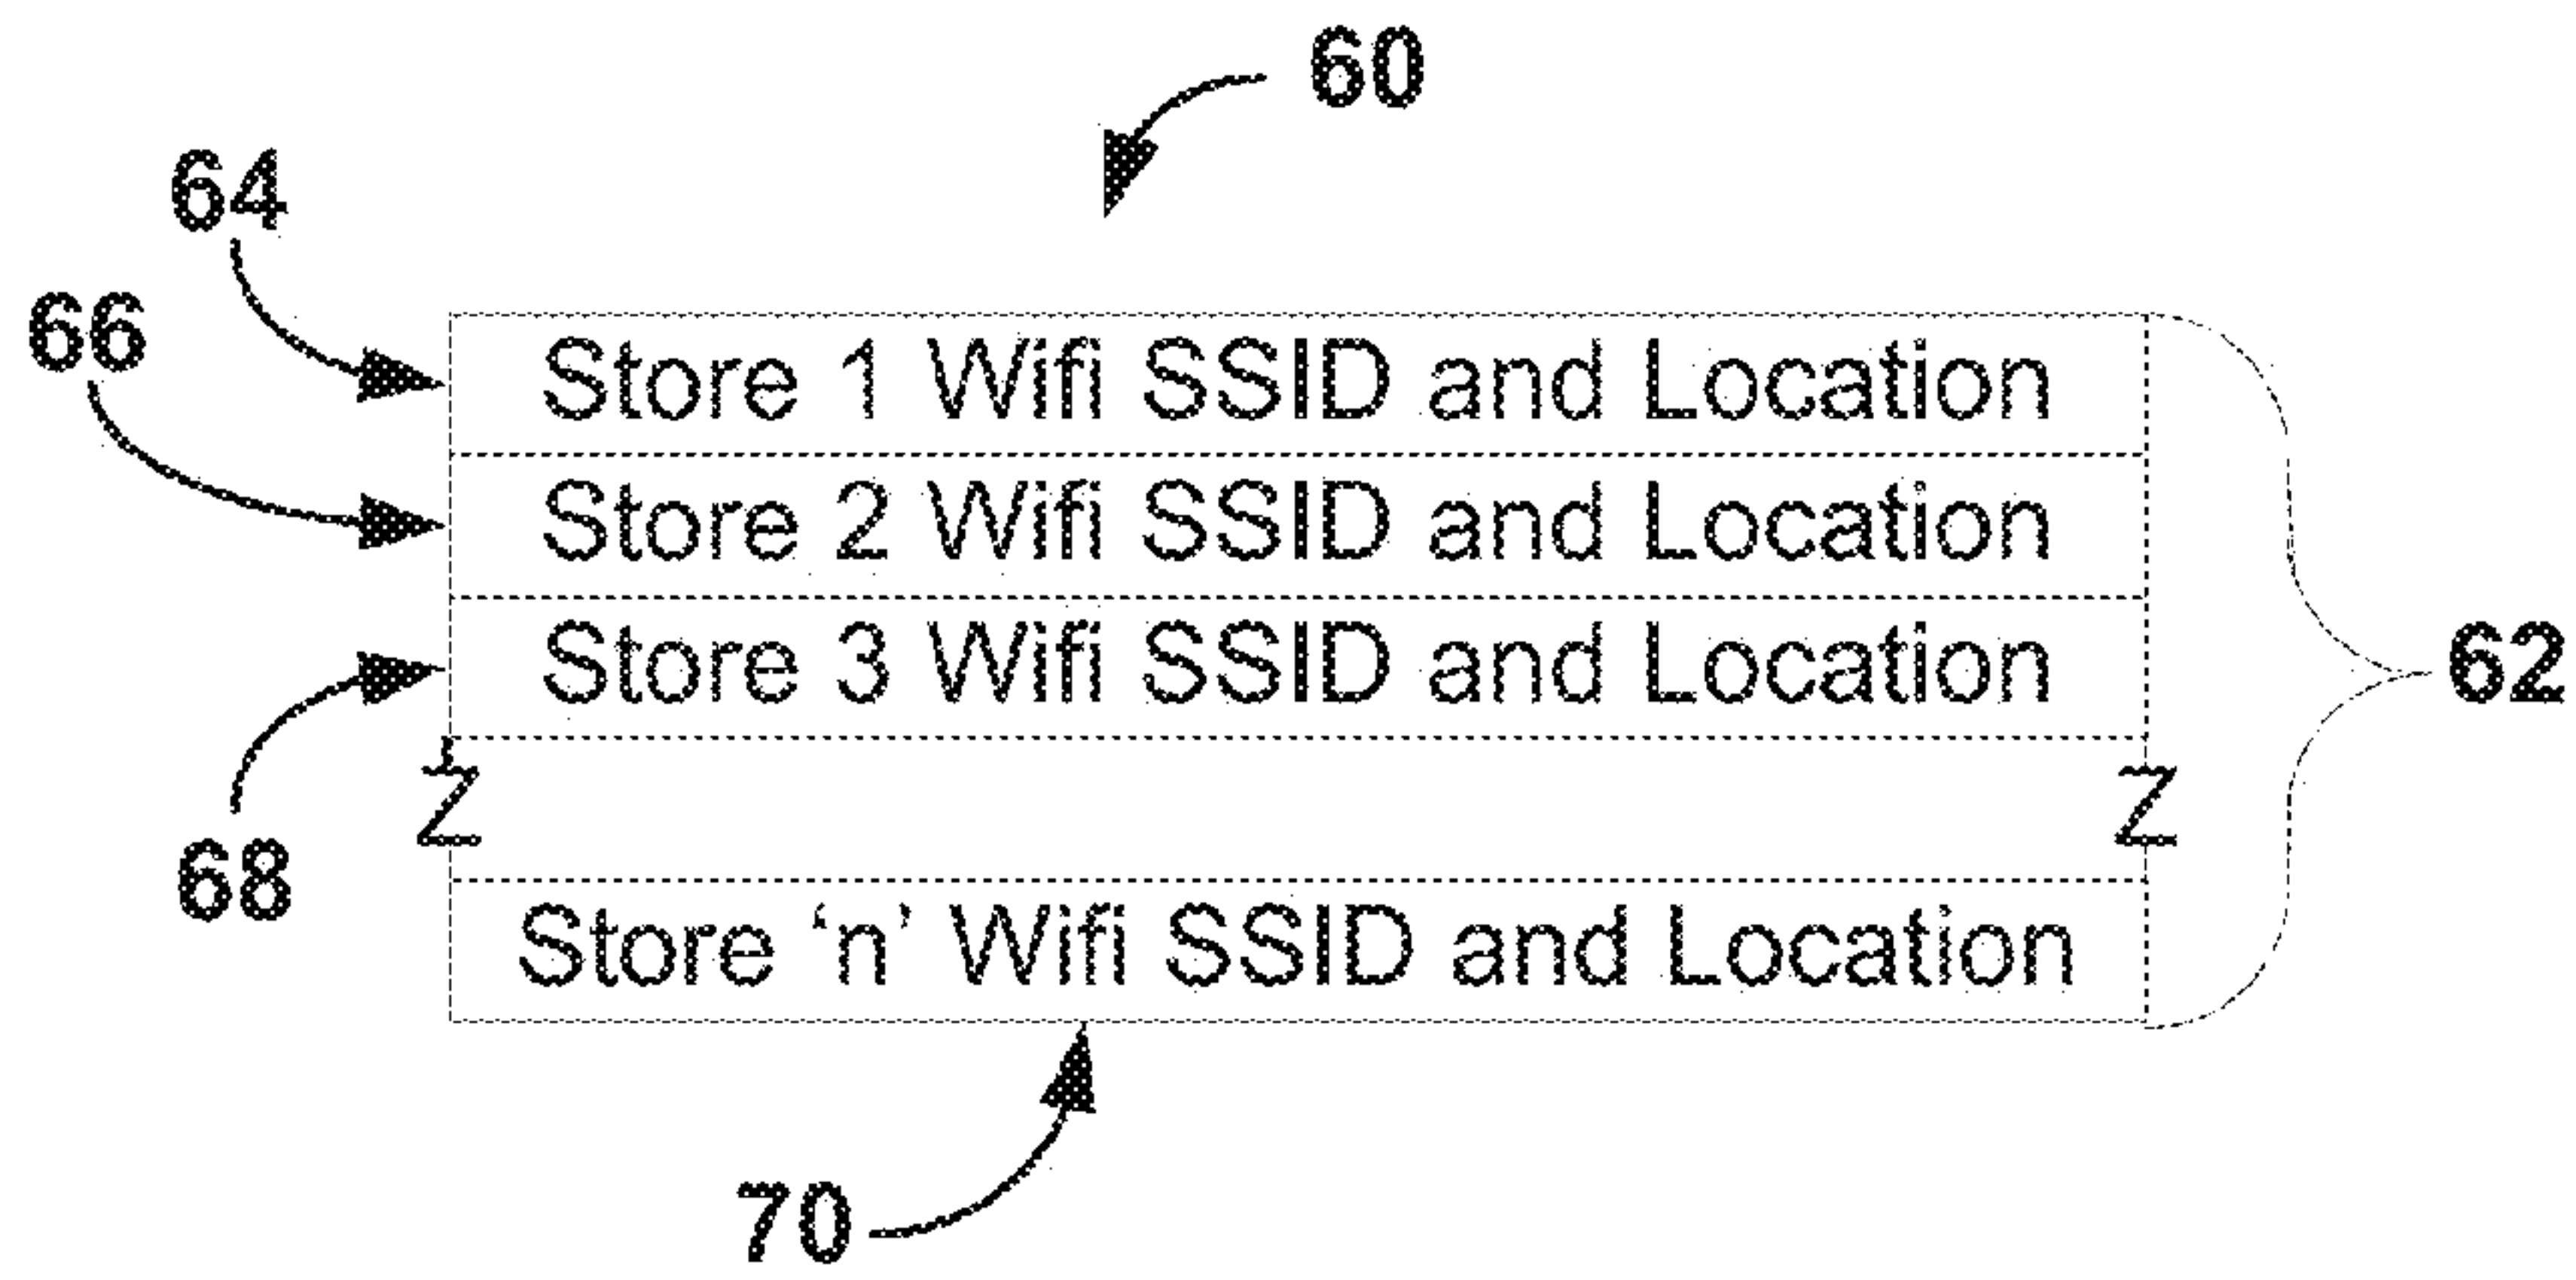 60
64
66
Store 1 Wifi SSID and Location
Store 2 Wifi SSID and Location
Store 3 Wifi SSID and Location
62
68
Store ‘n’ Wifi SSID and Location
70